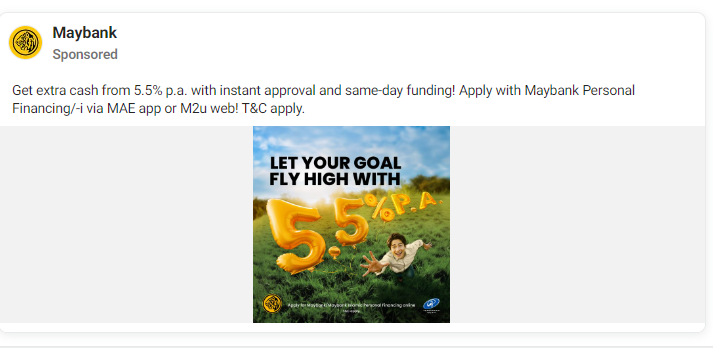 Maybank
Sponsored
Get extra cash from 5.5% p.a. with instant approval and same-day funding! Apply with Maybank Personal
Financing/-i via MAE app or M2u web! T&C apply.
LET YOUR GOAL
FLY HIGH WITH
5.5% P.A.
Apply for Maybank/Maybank Islamic Personal Financing online